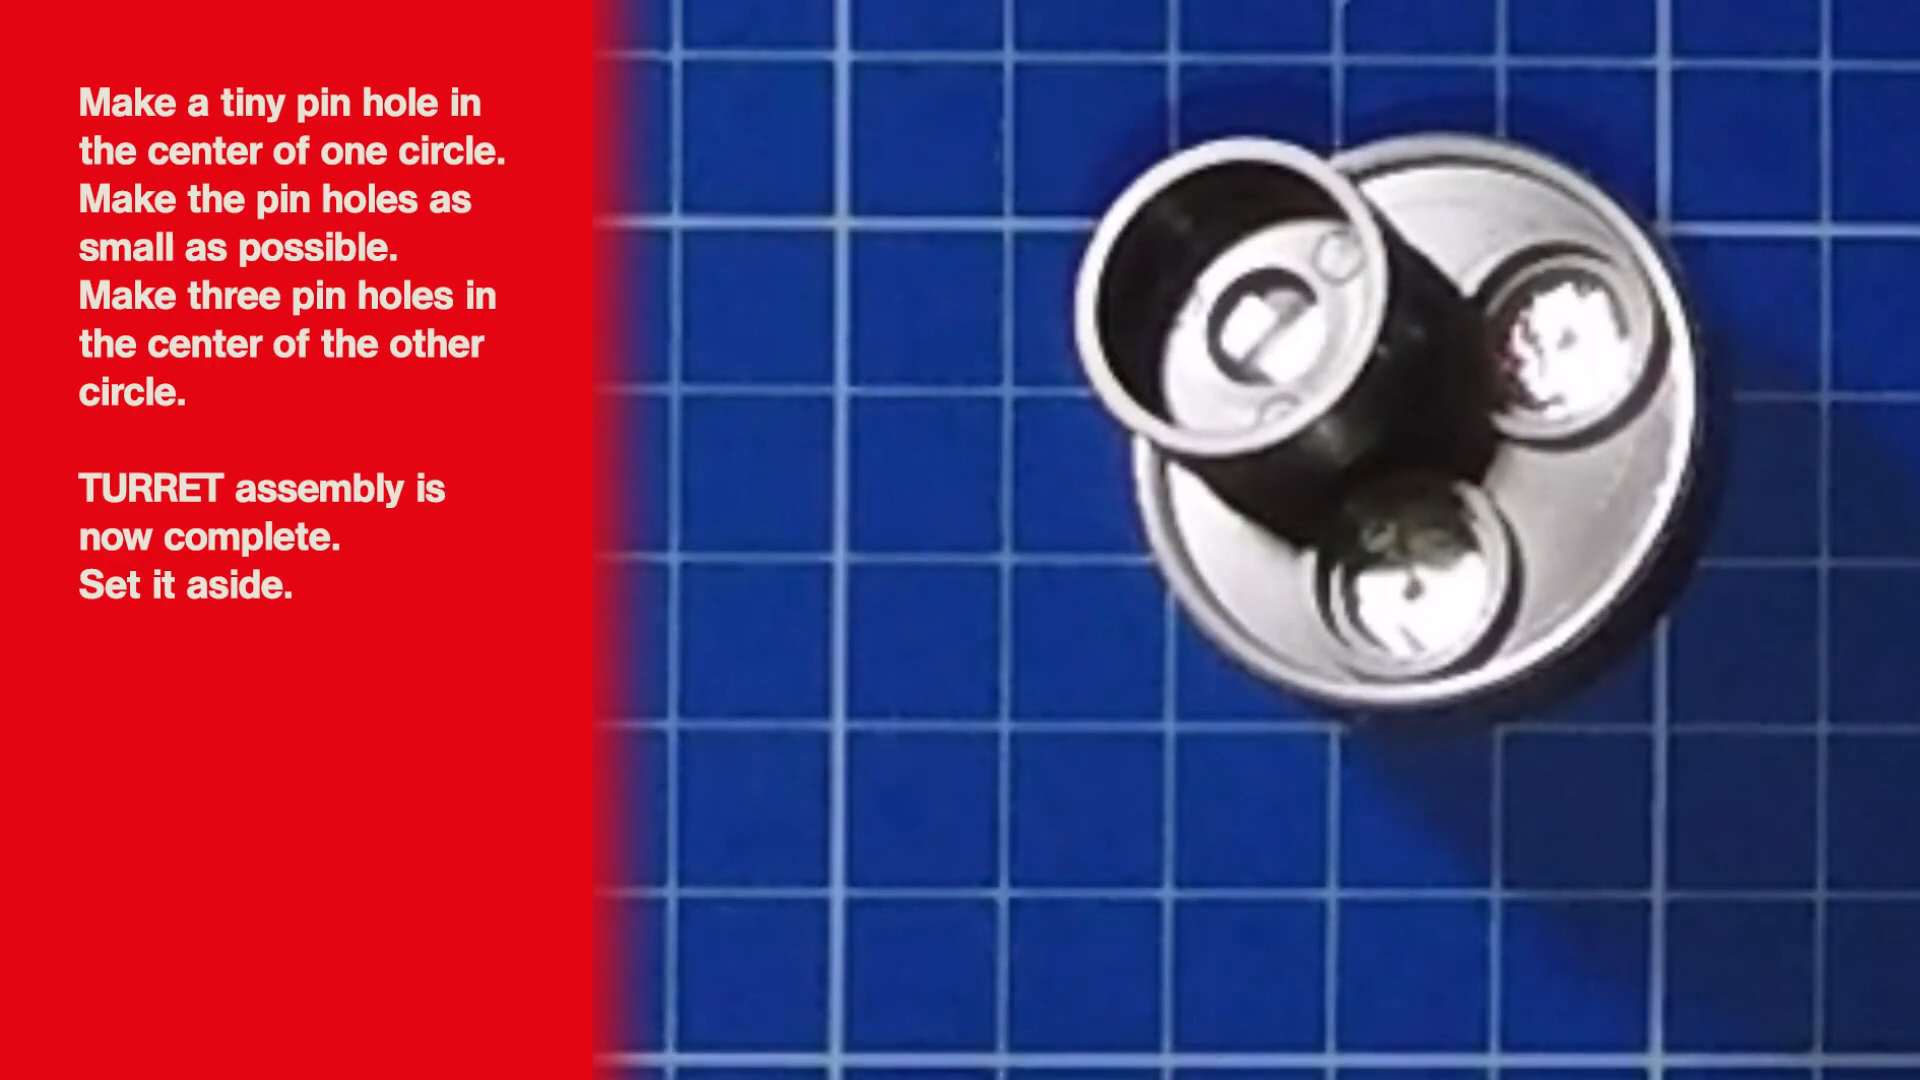 Make a tiny pin hole in
the center of one circle.
Make the pin holes as
small as possible.
Make three pin holes in
the center of the other
circle.
TURRET assembly is
now complete.
Set it aside.